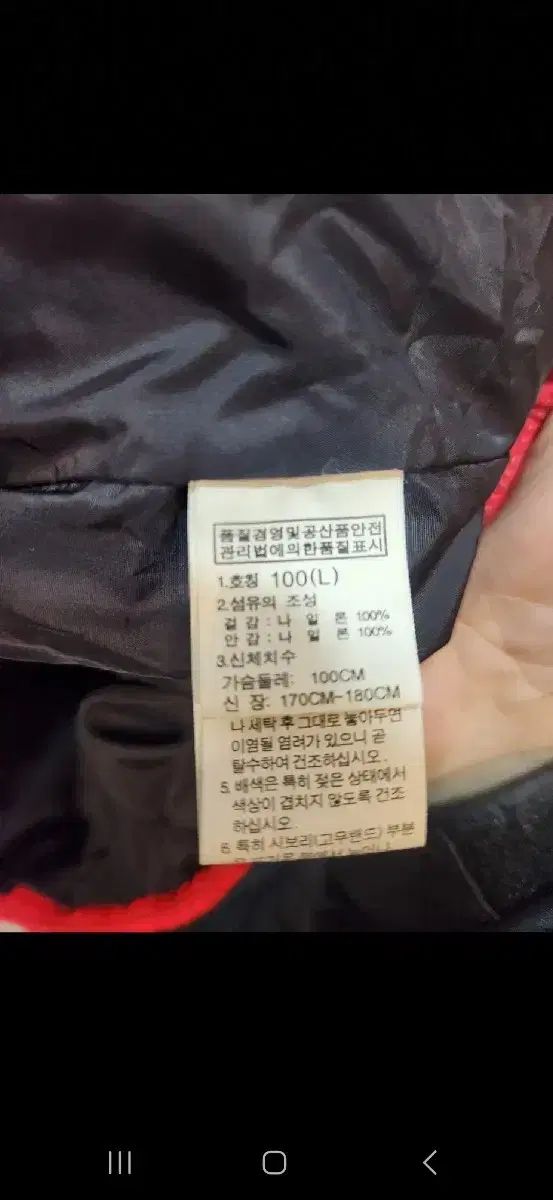 품질경영및공산품안전
관리법에의한품질표시
1.호칭 100(L)
2.섬유의 조성
겉 감 : 나 일 론 100%
안 감 : 나 일 론 100%
3.신체치수
가슴둘레: 100CM
신 장: 170CM-180CM
나 세탁 후 그대로 놓아두면
이염될 염려가 있으니 곧
탈수하여 건조하십시오.
5. 배색은 특히 젖은 상태에서
색상이 겹치지 않도록 건조
하십시오.
6. 특히 시보리(고무밴드) 부분